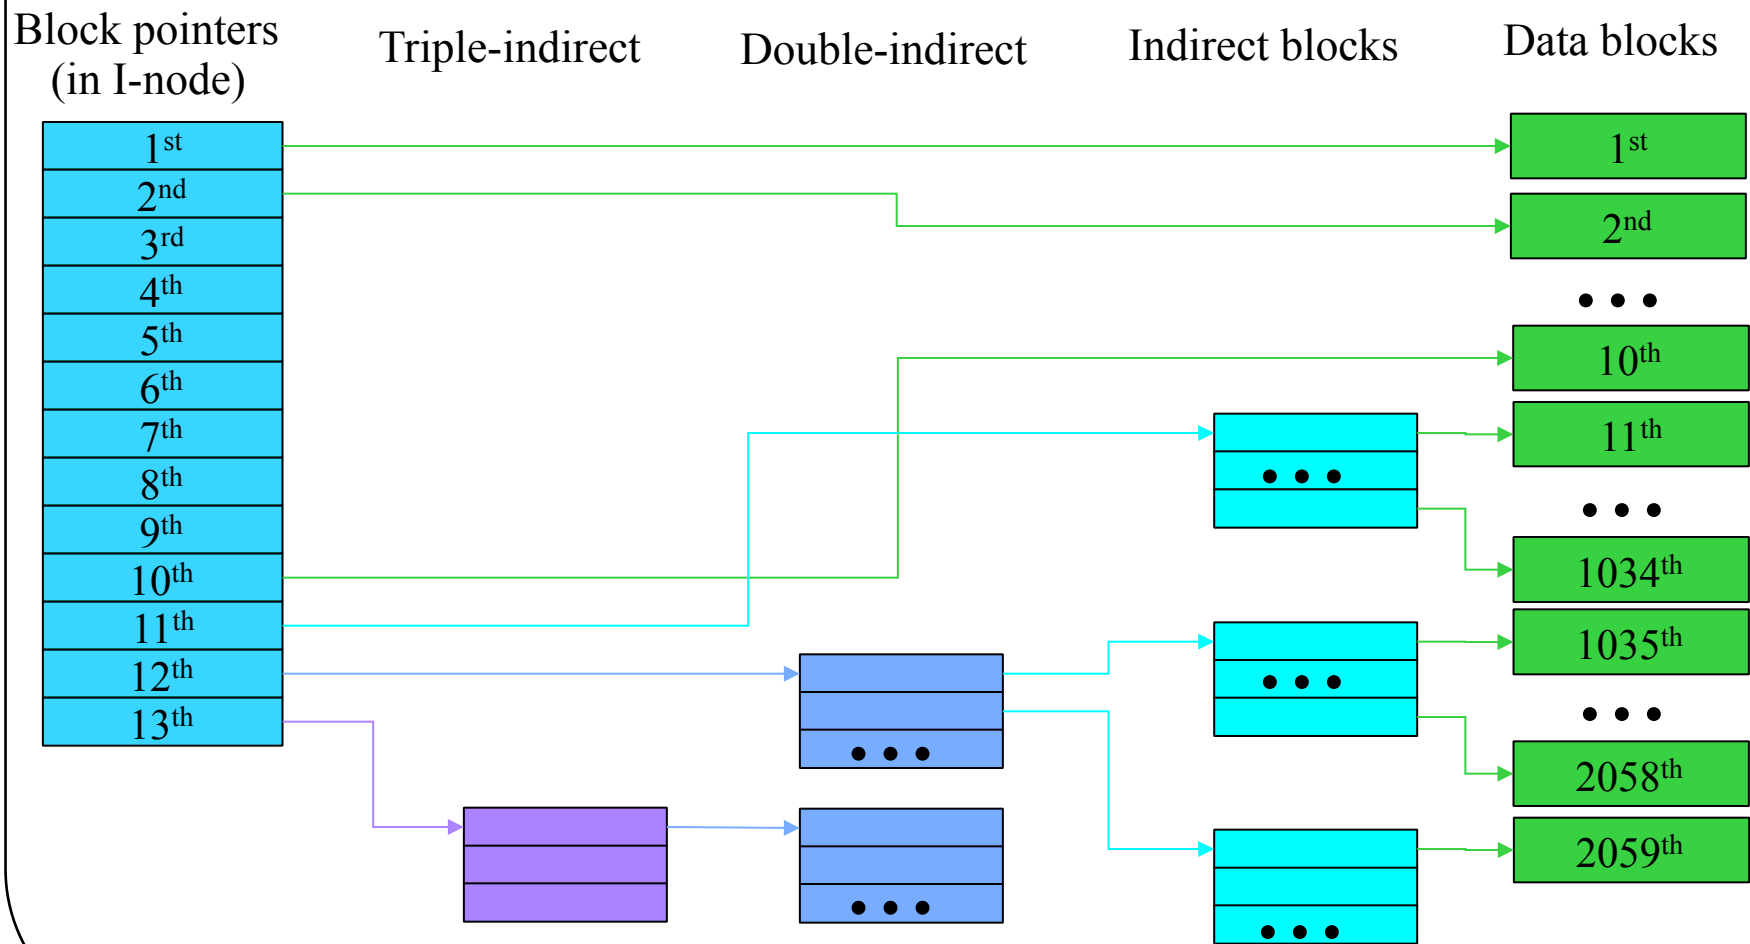 Block pointers
(in I-node)
Triple-indirect
Double-indirect
Indirect blocks
Data blocks
1st
2nd
3rd
4th
5th
6th
7th
8th
9th
10th
11th
12th
13th
• • •
• • •
• • •
• • •
• • •
1st
2nd
• • •
10th
11th
• • •
1034th
1035th
• • •
2058th
2059th